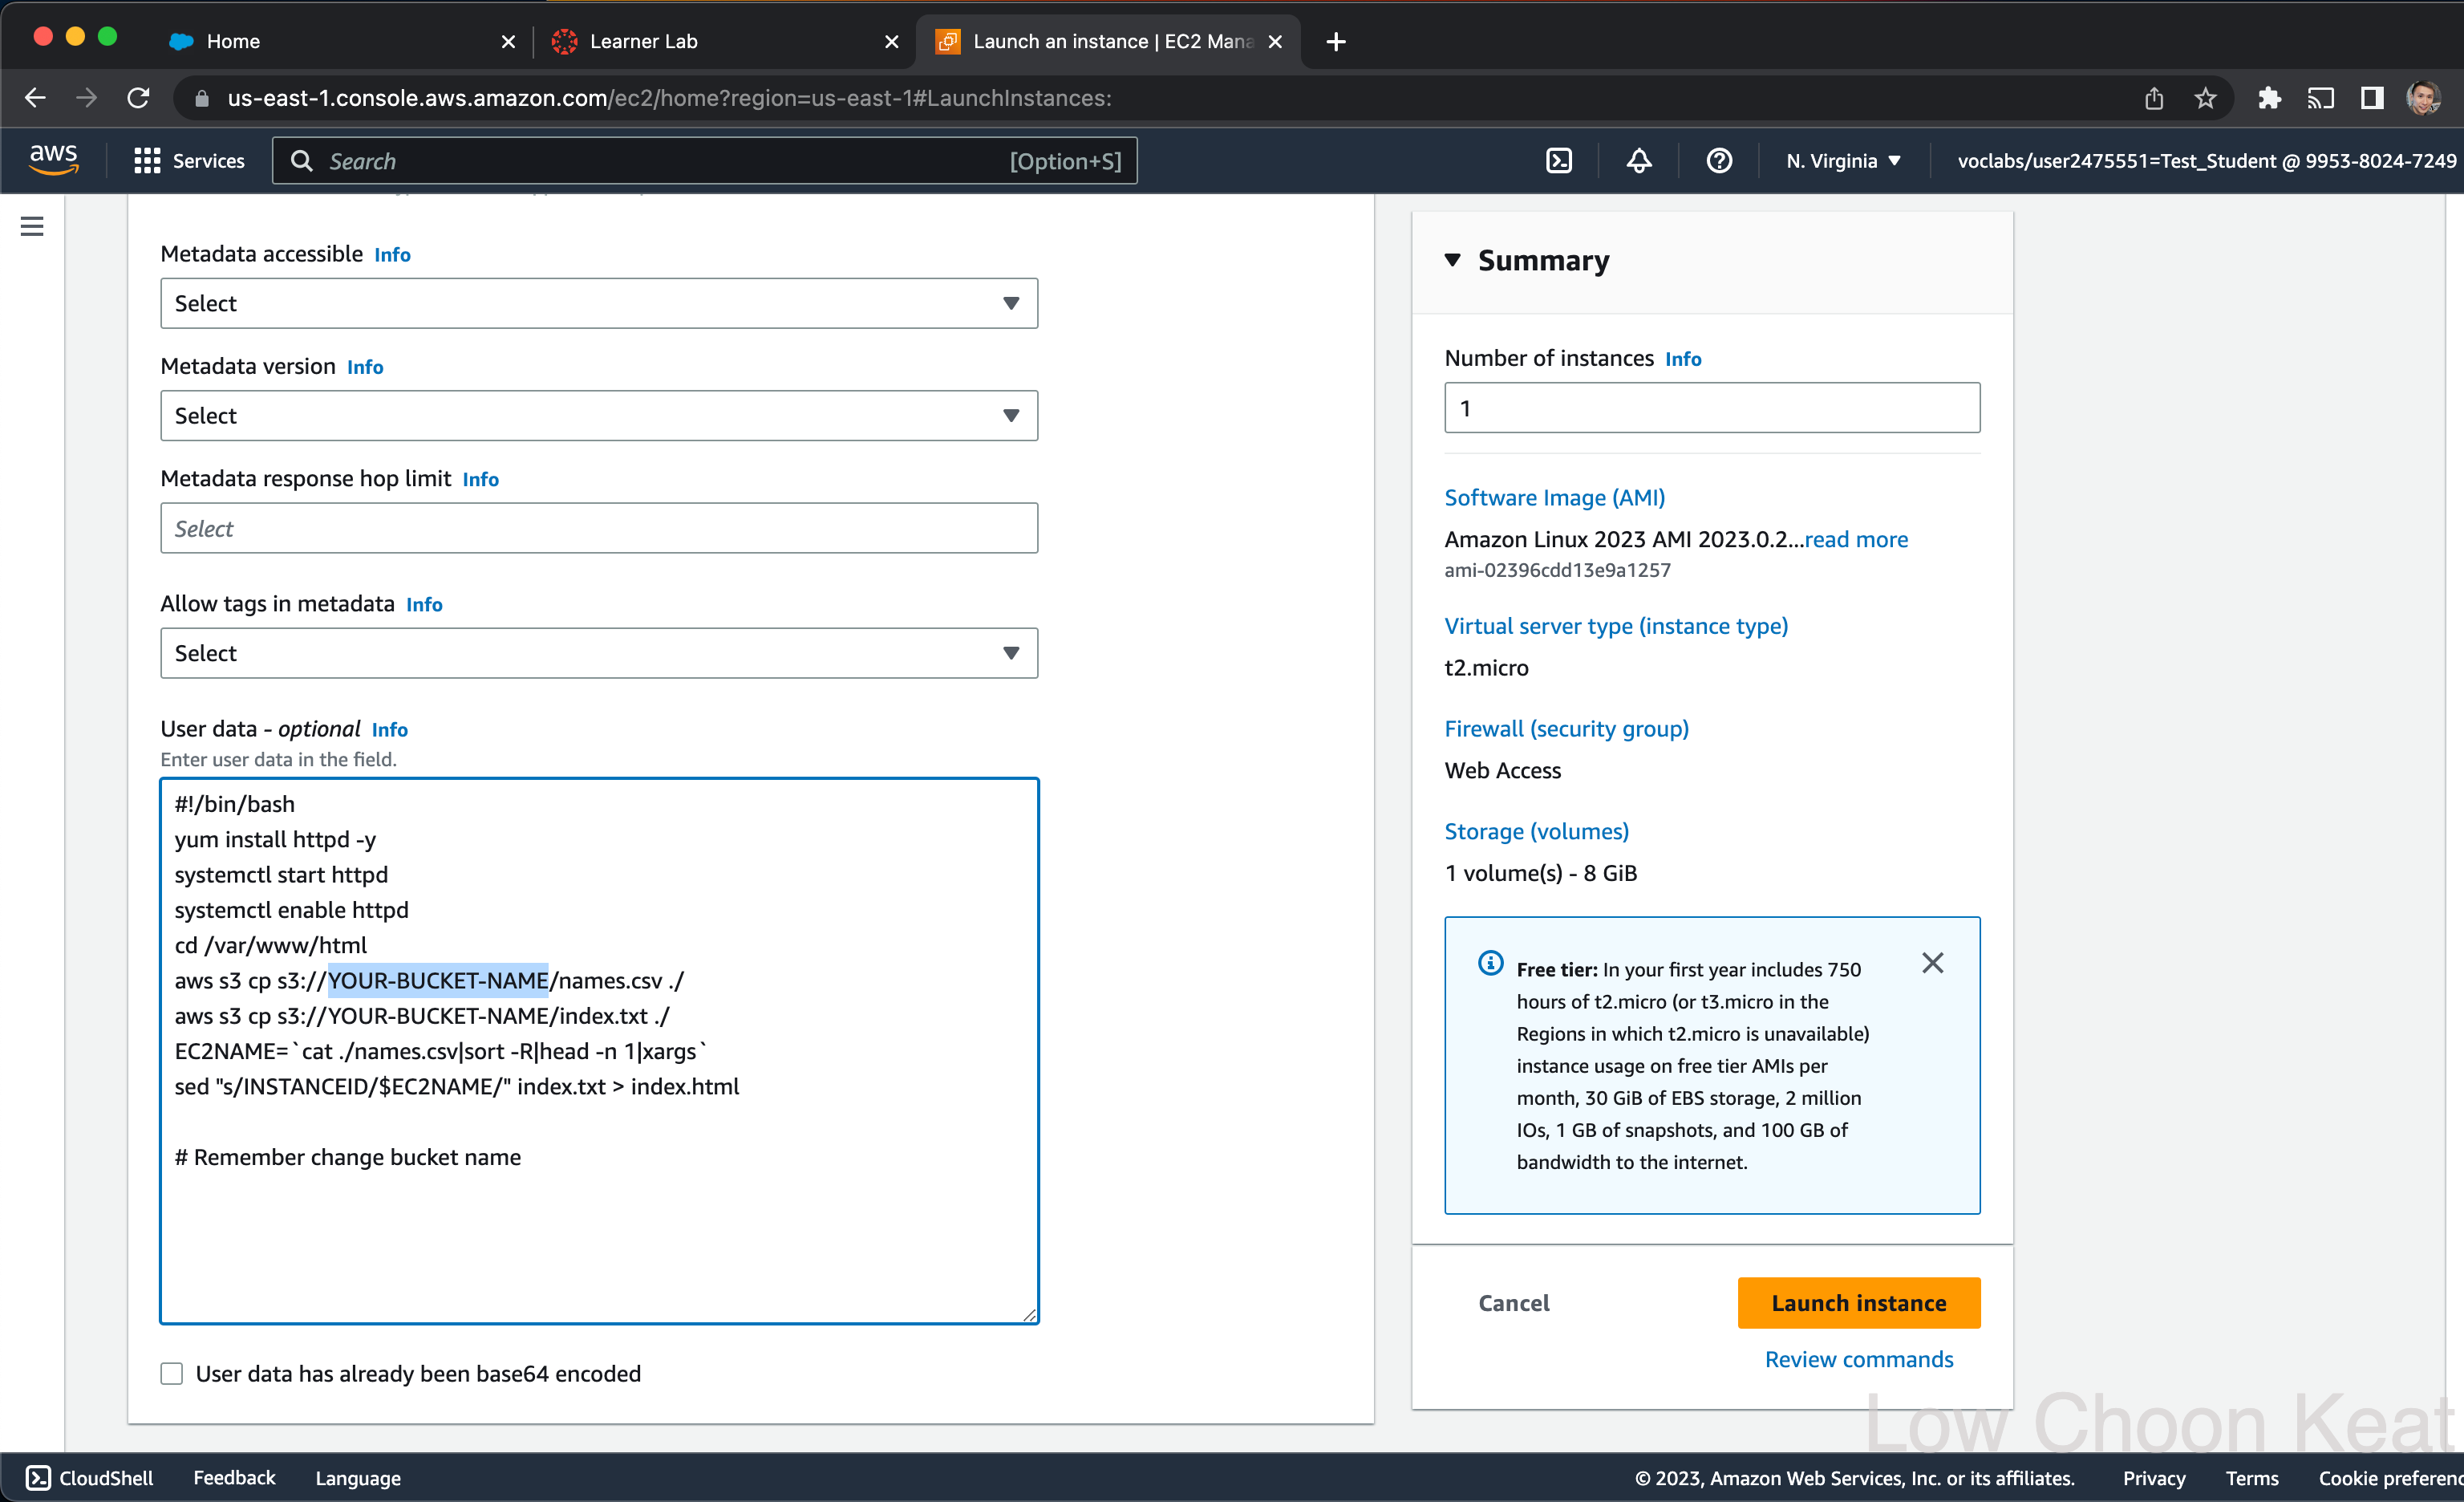 Home
Learner Lab
Launch an instance | EC2 Mana
us-east-1.console.aws.amazon.com/ec2/home?region=us-east-1#LaunchInstances:
aws
Services
Search
[Option+S]
N. Virginia
voclabs/user2475551=Test_Student @ 9953-8024-7249
Metadata accessible Info
Select
Metadata version Info
Select
Metadata response hop limit Info
Select
Allow tags in metadata Info
Select
User data - optional Info
Enter user data in the field.
#!/bin/bash
yum install httpd -y
systemctl start httpd
systemctl enable httpd
cd /var/www/html
aws s3 cp s3://YOUR-BUCKET-NAME/names.csv ./
aws s3 cp s3://YOUR-BUCKET-NAME/index.txt ./
EC2NAME=`cat ./names.csv|sort -R|head -n 1|xargs`
sed "s/INSTANCEID/$EC2NAME/" index.txt > index.html
# Remember change bucket name
User data has already been base64 encoded
Summary
Number of instances Info
1
Software Image (AMI)
Amazon Linux 2023 AMI 2023.0.2...read more
ami-02396cdd13e9a1257
Virtual server type (instance type)
t2.micro
Firewall (security group)
Web Access
Storage (volumes)
1 volume(s) - 8 GiB
Free tier: In your first year includes 750
hours of t2.micro (or t3.micro in the
Regions in which t2.micro is unavailable)
instance usage on free tier AMIs per
month, 30 GiB of EBS storage, 2 million
IOs, 1 GB of snapshots, and 100 GB of
bandwidth to the internet.
Cancel
Launch instance
Review commands
Low Choon Keat
CloudShell
Feedback
Language
© 2023, Amazon Web Services, Inc. or its affiliates.
Privacy
Terms
Cookie preferenc